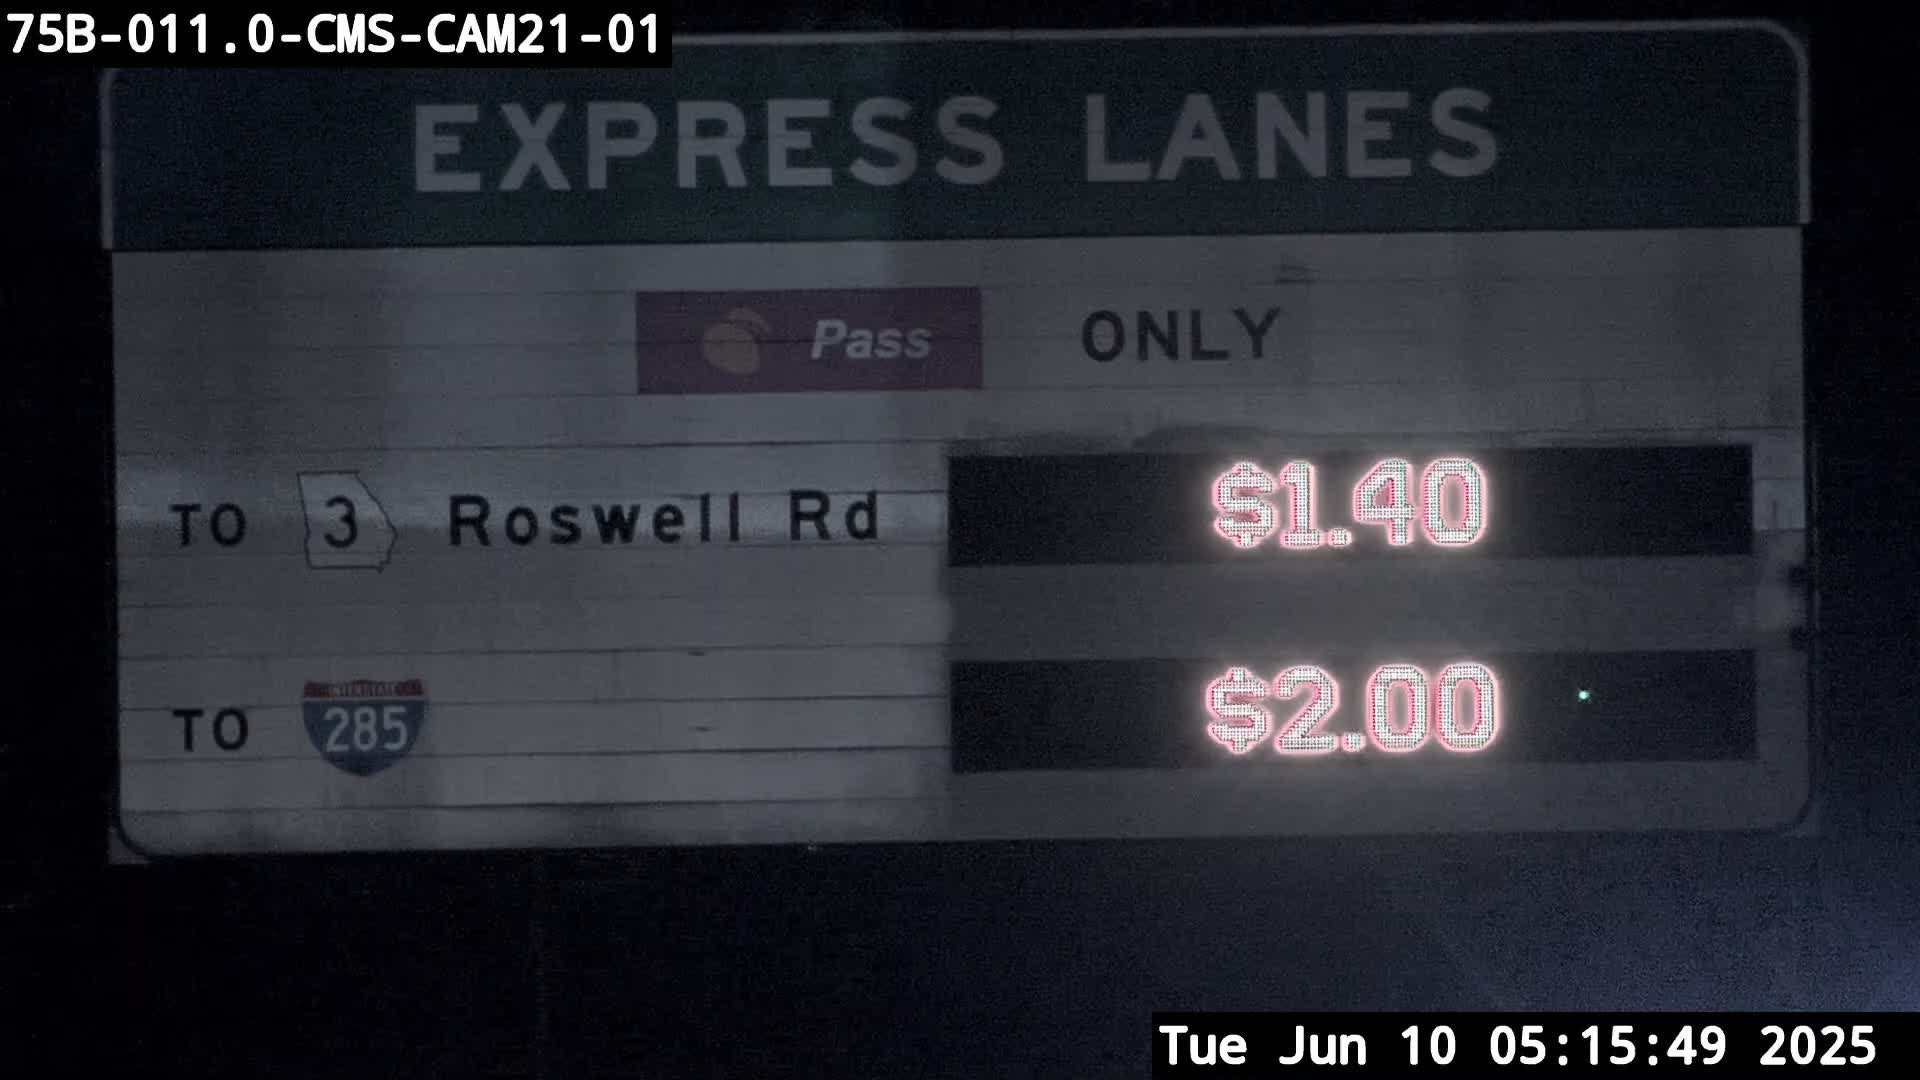 75B-011.0-CMS-CAM21-01
EXPRESS LANES
Pass ONLY
TO 3 Roswell Rd $1.40
INTERSTATE
TO 285 $2.00
Tue Jun 10 05:15:49 2025